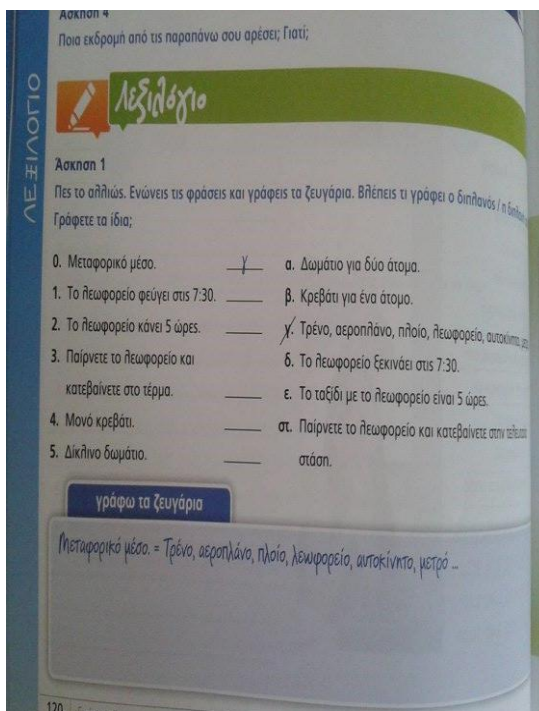 Άσκηση 4
Ποια εκδρομή από τις παραπάνω σου αρέσει; Γιατί;
ΛΕΞΙΛΟΓΙΟ
Λεξιλόγιο
Άσκηση 1
Πες το αλλιώς. Ενώνεις τις φράσεις και γράφεις τα ζευγάρια. Βλέπεις τι γράφει ο διπλανός / η
Γράφετε τα ίδια;
0. Μεταφορικό μέσο. γ α. Δωμάτιο για δύο άτομα.
1. Το λεωφορείο φεύγει στις 7:30. β. Κρεβάτι για ένα άτομο.
2. Το λεωφορείο κάνει 5 ώρες. γ. Τρένο, αεροπλάνο, πλοίο, λεωφορείο, αυτοκίνητο,
3. Παίρνετε το λεωφορείο και δ. Το λεωφορείο ξεκινάει στις 7:30.
κατεβαίνετε στο τέρμα. ε. Το ταξίδι με το λεωφορείο είναι 5 ώρες.
4. Μονό κρεβάτι. στ. Παίρνετε το λεωφορείο και κατεβαίνετε στην
5. Δίκλινο δωμάτιο. στάση.
γράφω τα ζευγάρια
Μεταφορικό μέσο. = Τρένο, αεροπλάνο, πλοίο, λεωφορείο, αυτοκίνητο, μετρό ...
120